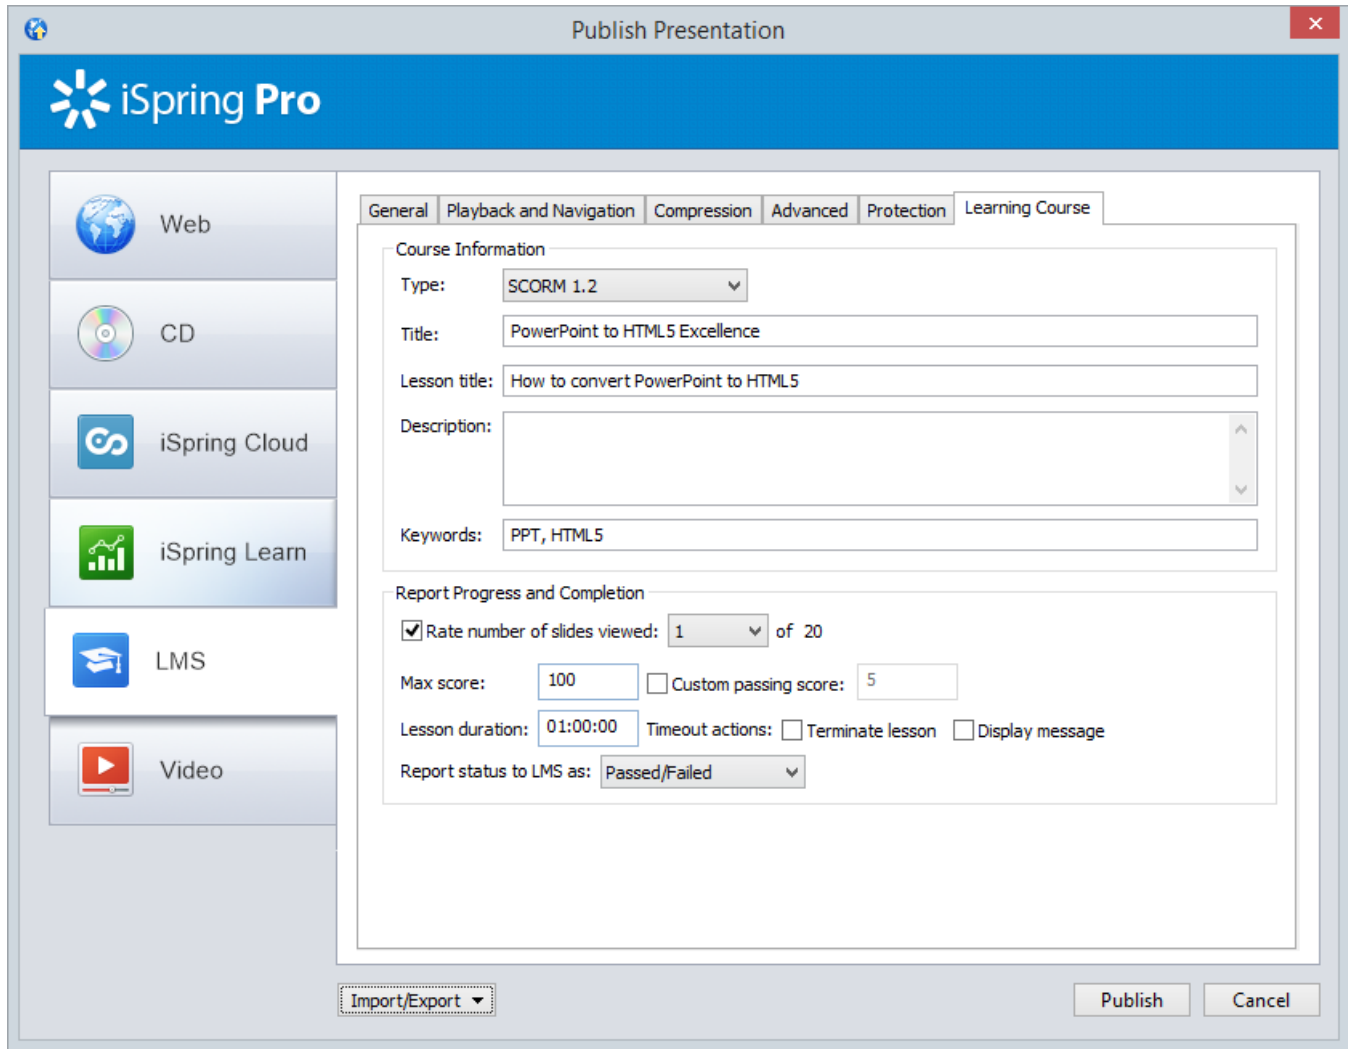 Publish Presentation
iSpring Pro
Web
CD
iSpring Cloud
iSpring Learn
LMS
Video
General Playback and Navigation Compression Advanced Protection Learning Course
Course Information
Type: SCORM 1.2
Title: PowerPoint to HTML5 Excellence
Lesson title: How to convert PowerPoint to HTML5
Description:
Keywords: PPT, HTML5
Report Progress and Completion
Rate number of slides viewed: 1 of 20
Max score: 100 Custom passing score: 5
Lesson duration: 01:00:00 Timeout actions: Terminate lesson Display message
Report status to LMS as: Passed/Failed
Import/Export Publish Cancel